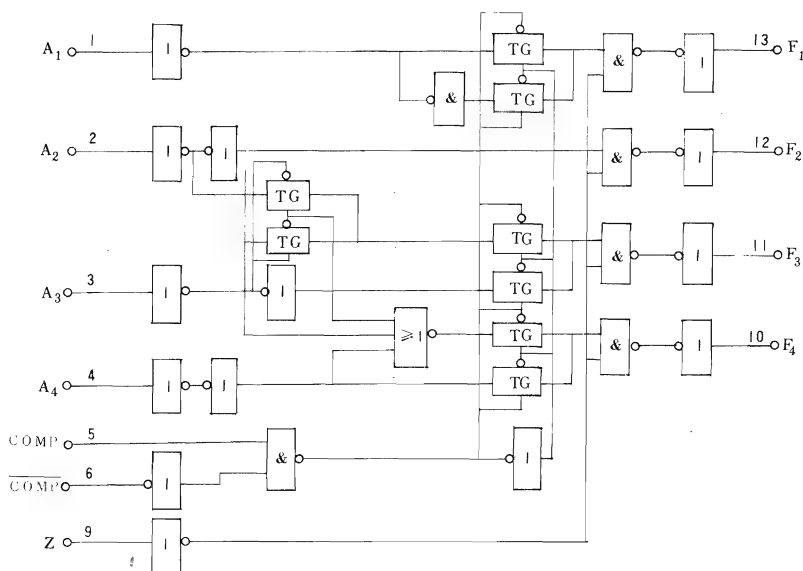 A1 1 1 TG & 1 13 F1
& TG
A2 2 1 1 & 1 12 F2
TG
TG TG & 1 11 F3
A3 3 1 1 TG
≥1 TG & 1 10 F4
A4 4 1 1 TG
COMP 5
& 1
COMP 6 1
Z 9 1